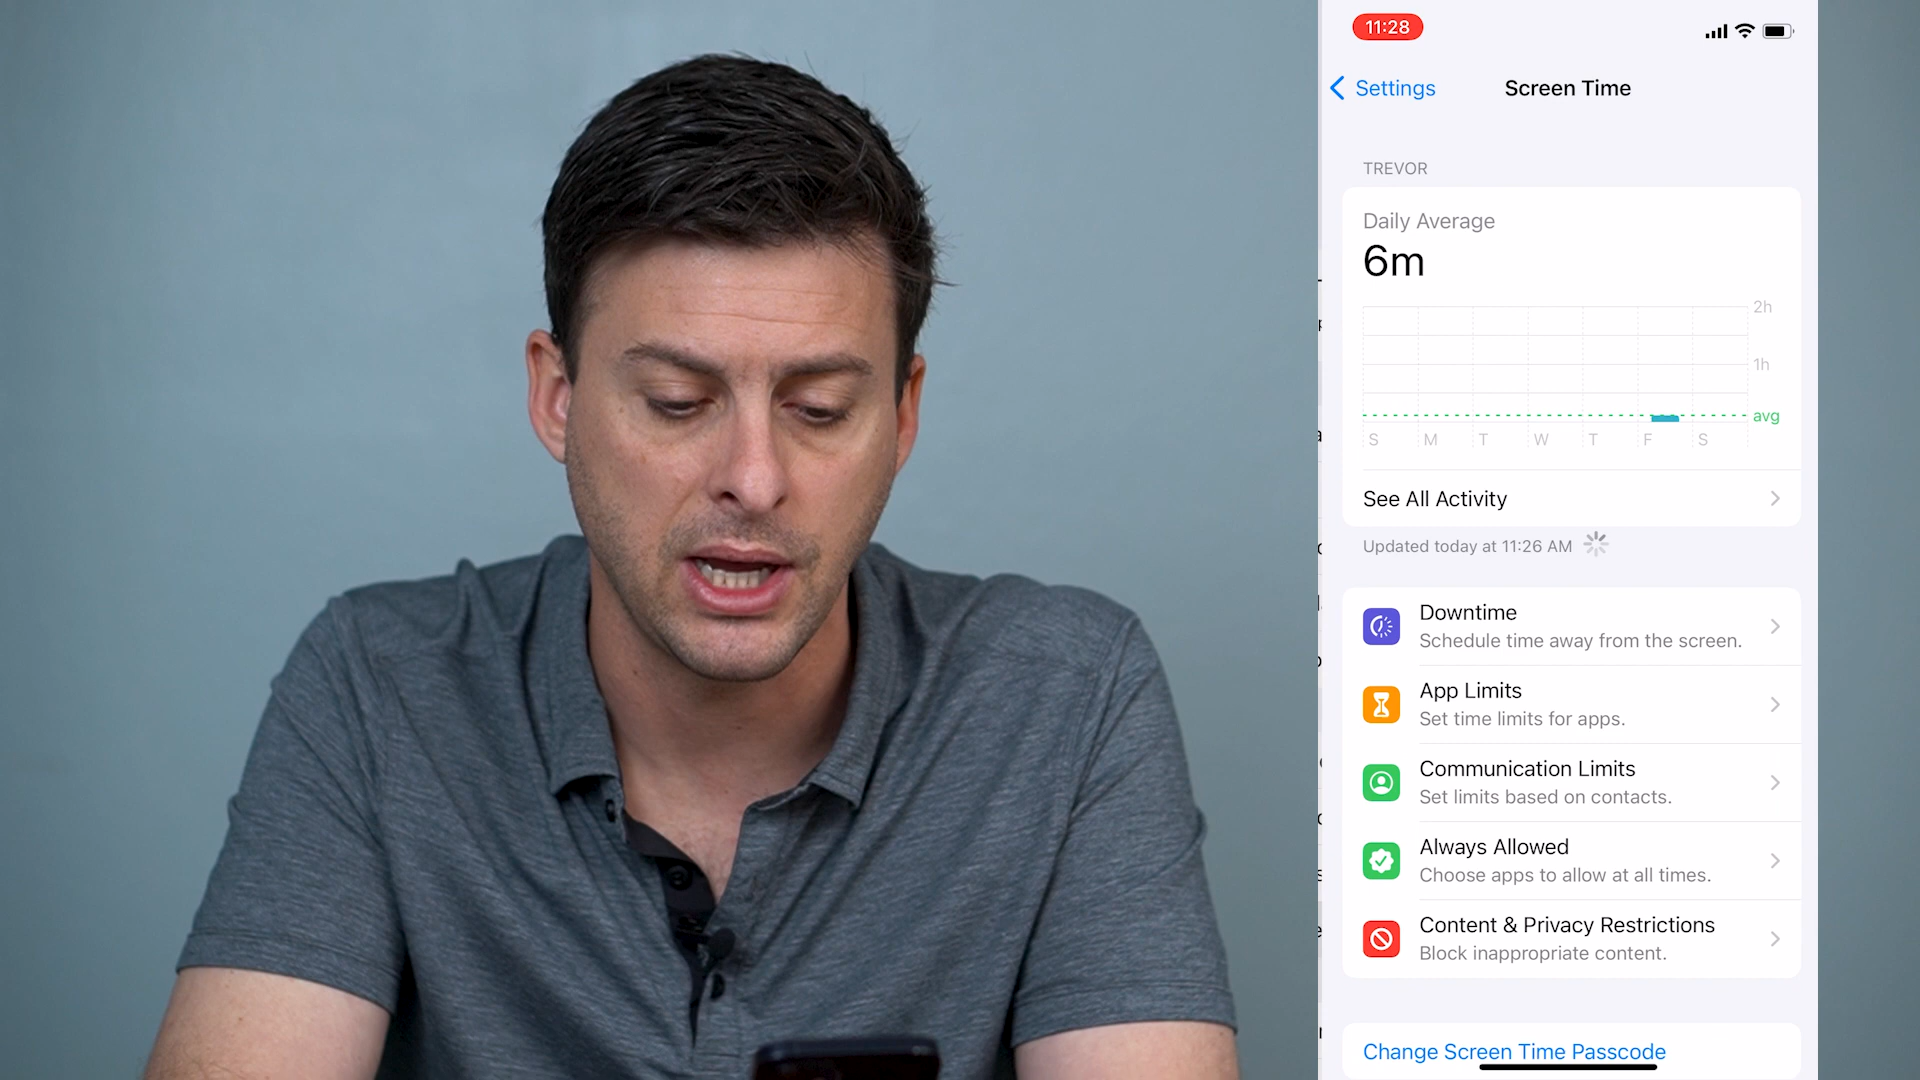 11:28
Settings
Screen Time
TREVOR
Daily Average
6m
2h
1h
avg
S M T W T F S
See All Activity
Updated today at 11:26 AM
Downtime
Schedule time away from the screen.
App Limits
Set time limits for apps.
Communication Limits
Set limits based on contacts.
Always Allowed
Choose apps to allow at all times.
Content & Privacy Restrictions
Block inappropriate content.
Change Screen Time Passcode